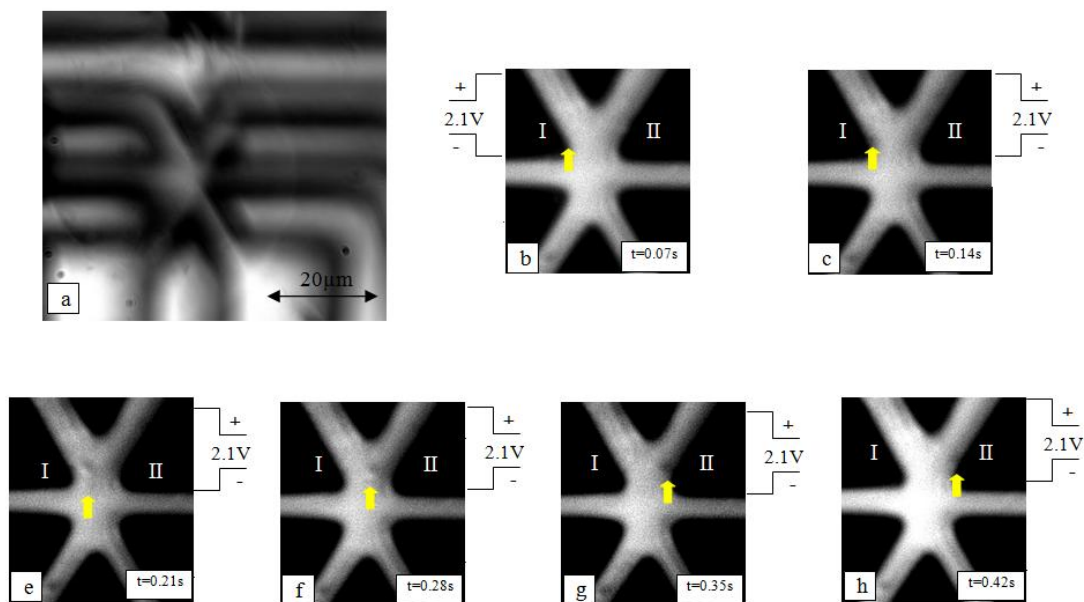 a
20µm
+
2.1V
-
I
II
b
t=0.07s
+
2.1V
-
I
II
c
t=0.14s
+
2.1V
-
I
II
e
t=0.21s
+
2.1V
-
I
II
f
t=0.28s
+
2.1V
-
I
II
g
t=0.35s
+
2.1V
-
I
II
h
t=0.42s